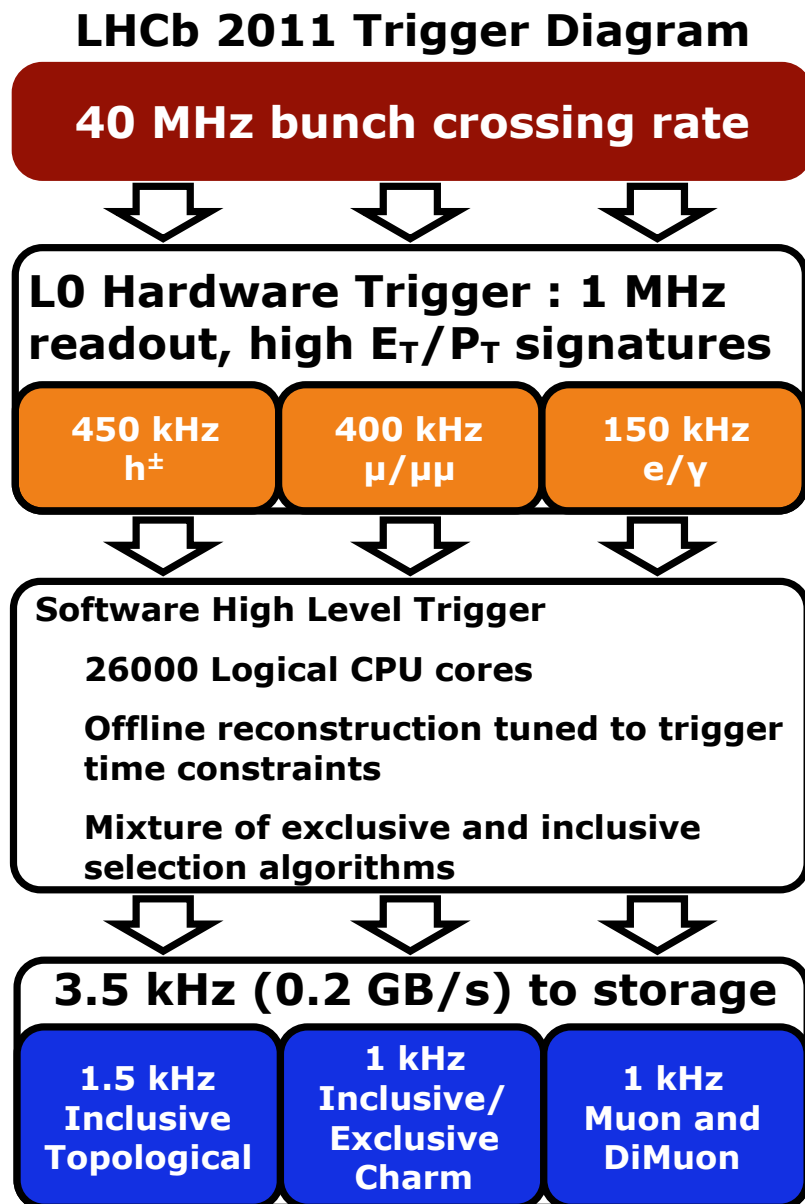 LHCb 2011 Trigger Diagram
40 MHz bunch crossing rate
L0 Hardware Trigger : 1 MHz
readout, high E_T/P_T signatures
450 kHz
h±
400 kHz
µ/µµ
150 kHz
e/γ
Software High Level Trigger
26000 Logical CPU cores
Offline reconstruction tuned to trigger
time constraints
Mixture of exclusive and inclusive
selection algorithms
3.5 kHz (0.2 GB/s) to storage
1.5 kHz
Inclusive
Topological
1 kHz
Inclusive/
Exclusive
Charm
1 kHz
Muon and
DiMuon